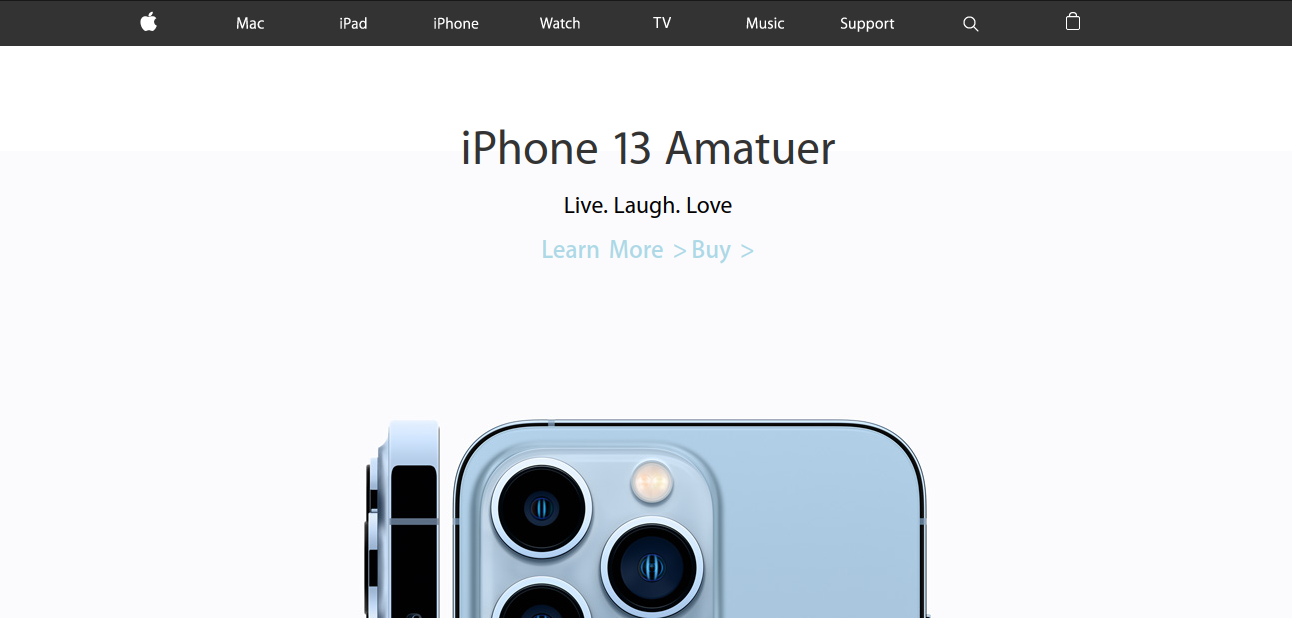 Mac iPad iPhone Watch TV Music Support
iPhone 13 Amatuer
Live. Laugh. Love
Learn More > Buy >